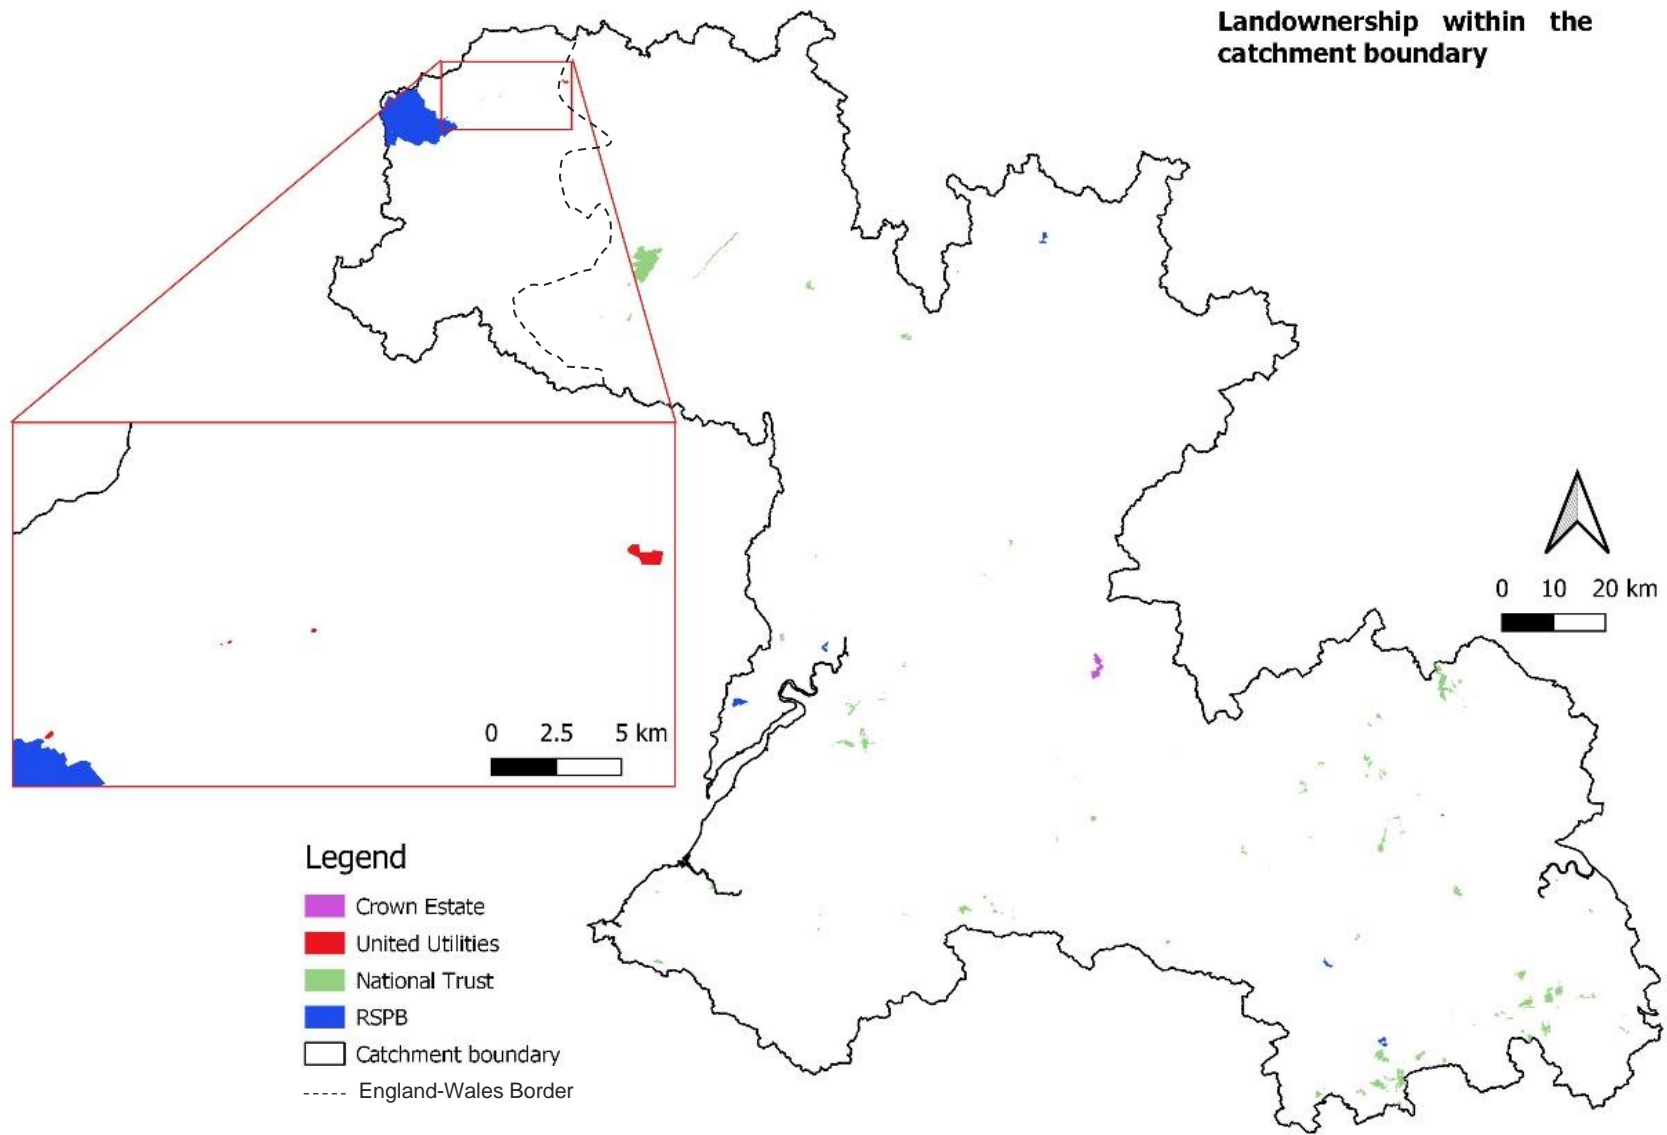 Landownership within the
catchment boundary
0 10 20 km
0 2.5 5 km
Legend
Crown Estate
United Utilities
National Trust
RSPB
Catchment boundary
England-Wales Border